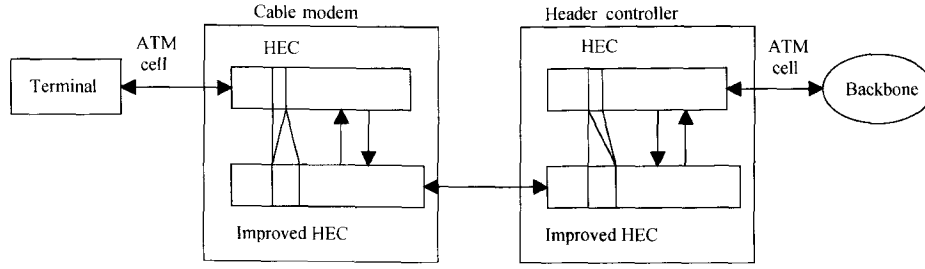 Cable modem
Header controller
ATM
cell
HEC
HEC
ATM
cell
Terminal
Backbone
Improved HEC
Improved HEC